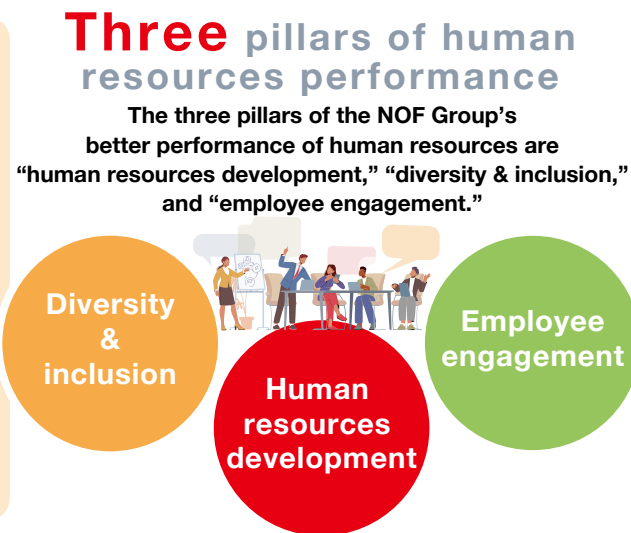 Three pillars of human
resources performance
The three pillars of the NOF Group's
better performance of human resources are
“human resources development,” “diversity & inclusion,”
and “employee engagement.”
Diversity
&
inclusion
Human
resources
development
Employee
engagement